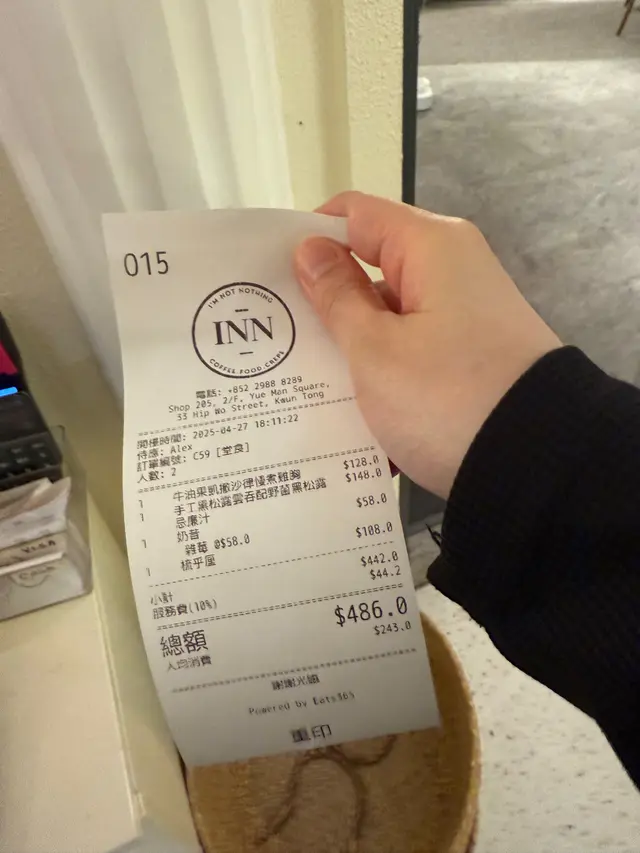 015
I'M NOT NOTHING
INN
COFFEE.FOOD.CREPE
電話: +852 2988 8289
Shop 205, 2/F, Yue Man Square,
33 Hip Wo Street, Kwun Tong
開檯時間: 2025-04-27 18:11:22
侍應: Alex
訂單編號: C59 [堂食]
人數: 2
1 牛油果凱撒沙律慢煮雞胸 $128.0
1 手工黑松露雲吞配野菌黑松露忌廉汁 $148.0
1 奶昔 $58.0
雜莓 @$58.0
1 梳乎厘 $108.0
小計 $442.0
服務費(10%) $44.2
總額 $486.0
人均消費 $243.0
謝謝光臨
Powered by Eats365
重印
VISA